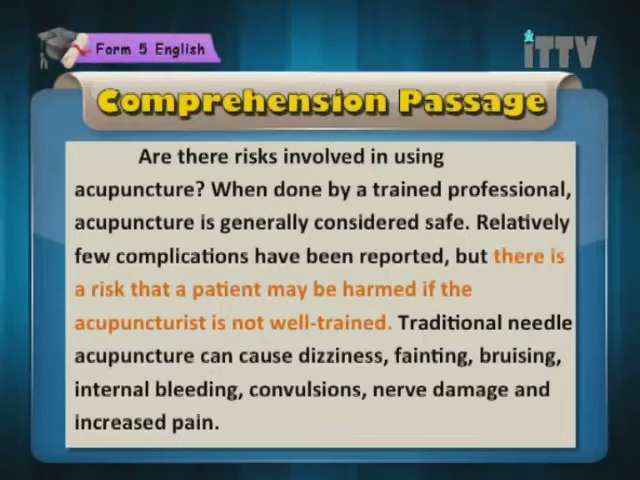 Form 5 English
iTTV
Comprehension Passage
Are there risks involved in using
acupuncture? When done by a trained professional,
acupuncture is generally considered safe. Relatively
few complications have been reported, but there is
a risk that a patient may be harmed if the
acupuncturist is not well-trained. Traditional needle
acupuncture can cause dizziness, fainting, bruising,
internal bleeding, convulsions, nerve damage and
increased pain.